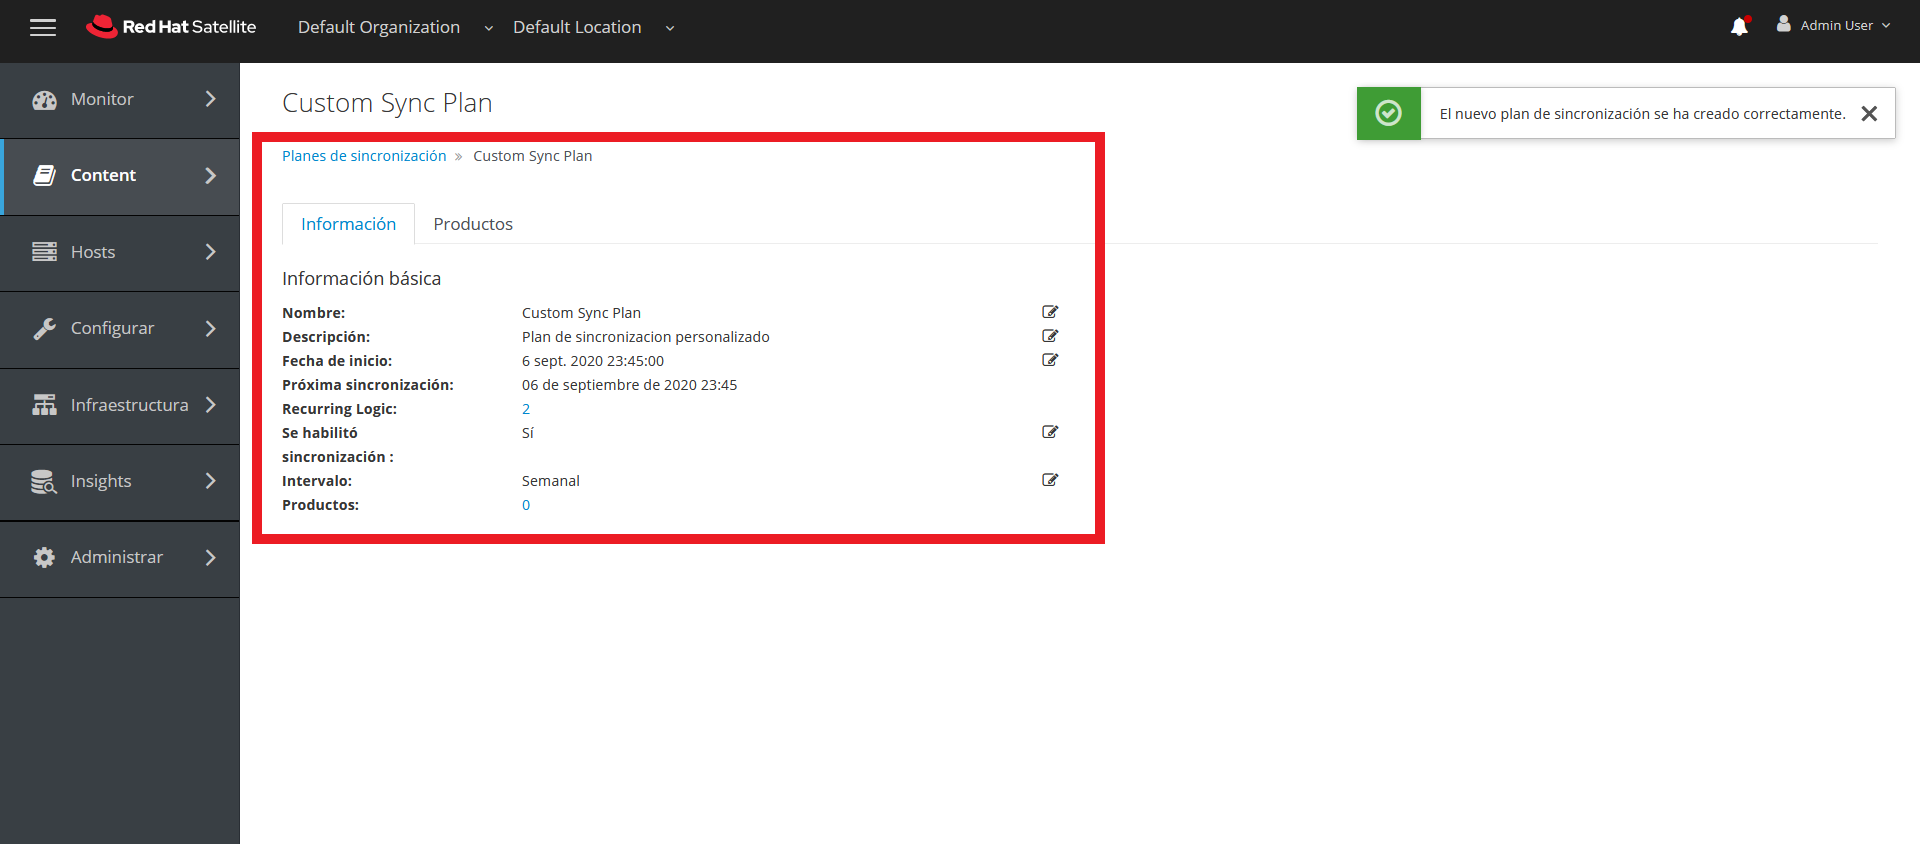 Red Hat Satellite Default Organization Default Location Admin User
Monitor
Content
Hosts
Configurar
Infraestructura
Insights
Administrar
Custom Sync Plan
El nuevo plan de sincronización se ha creado correctamente.
Planes de sincronización » Custom Sync Plan
Información Productos
Información básica
Nombre: Custom Sync Plan
Descripción: Plan de sincronizacion personalizado
Fecha de inicio: 6 sept. 2020 23:45:00
Próxima sincronización: 06 de septiembre de 2020 23:45
Recurring Logic: 2
Se habilitó Sí
sincronización :
Intervalo: Semanal
Productos: 0